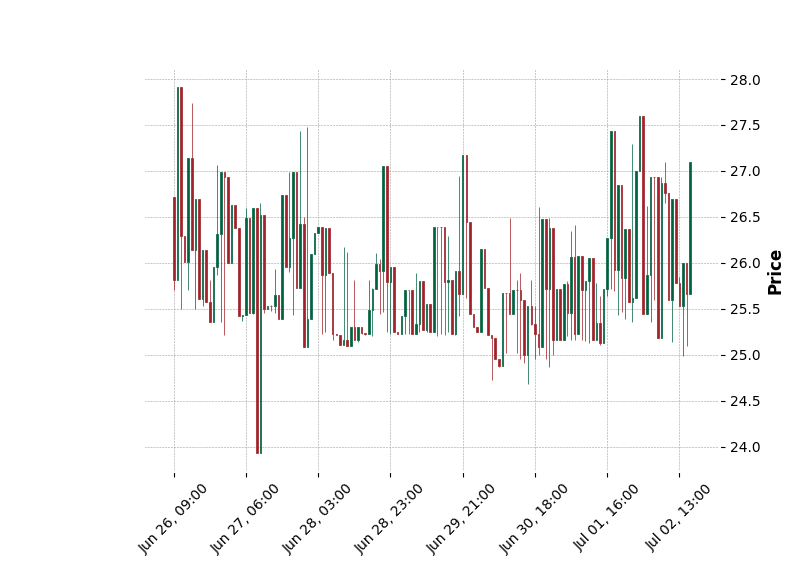 28.0
27.5
27.0
26.5
26.0
25.5
25.0
24.5
24.0
Price
Jun 26, 09:00
Jun 27, 06:00
Jun 28, 03:00
Jun 28, 23:00
Jun 29, 21:00
Jun 30, 18:00
Jul 01, 16:00
Jul 02, 13:00